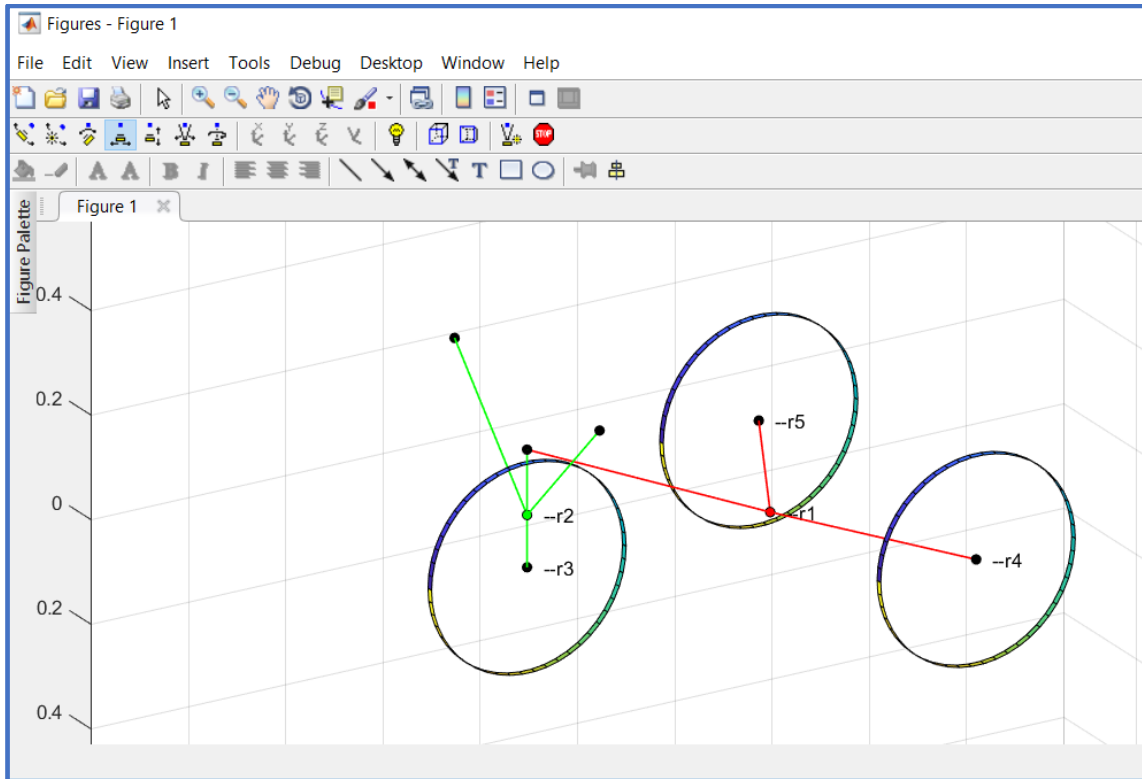 Figures - Figure 1
File Edit View Insert Tools Debug Desktop Window Help
A A B I T T
STOP
Figure 1
Figure Palette
0.4
0.2
0
0.2
0.4
--r5
--r2
--r1
--r3
--r4